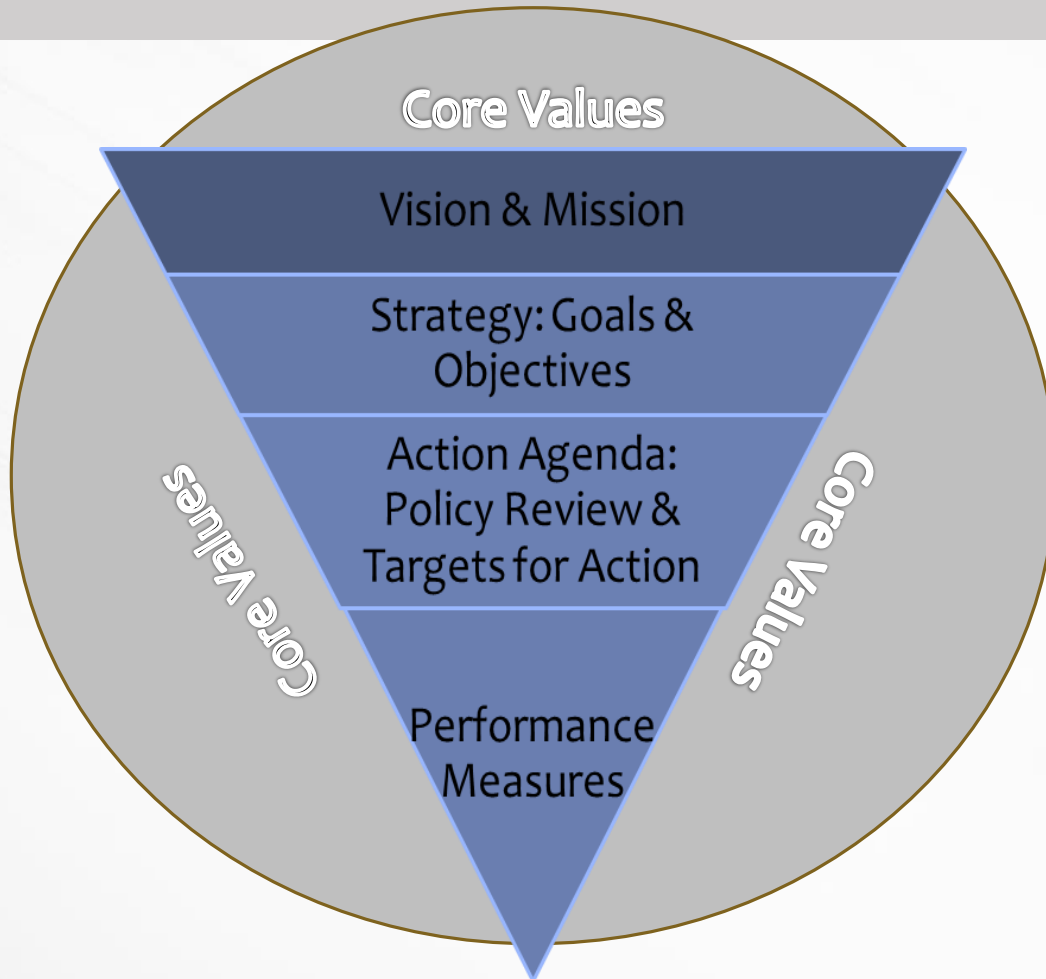 Core Values
Vision & Mission
Strategy: Goals &
Objectives
Action Agenda:
Policy Review &
Targets for Action
Core Values
Core Values
Performance
Measures